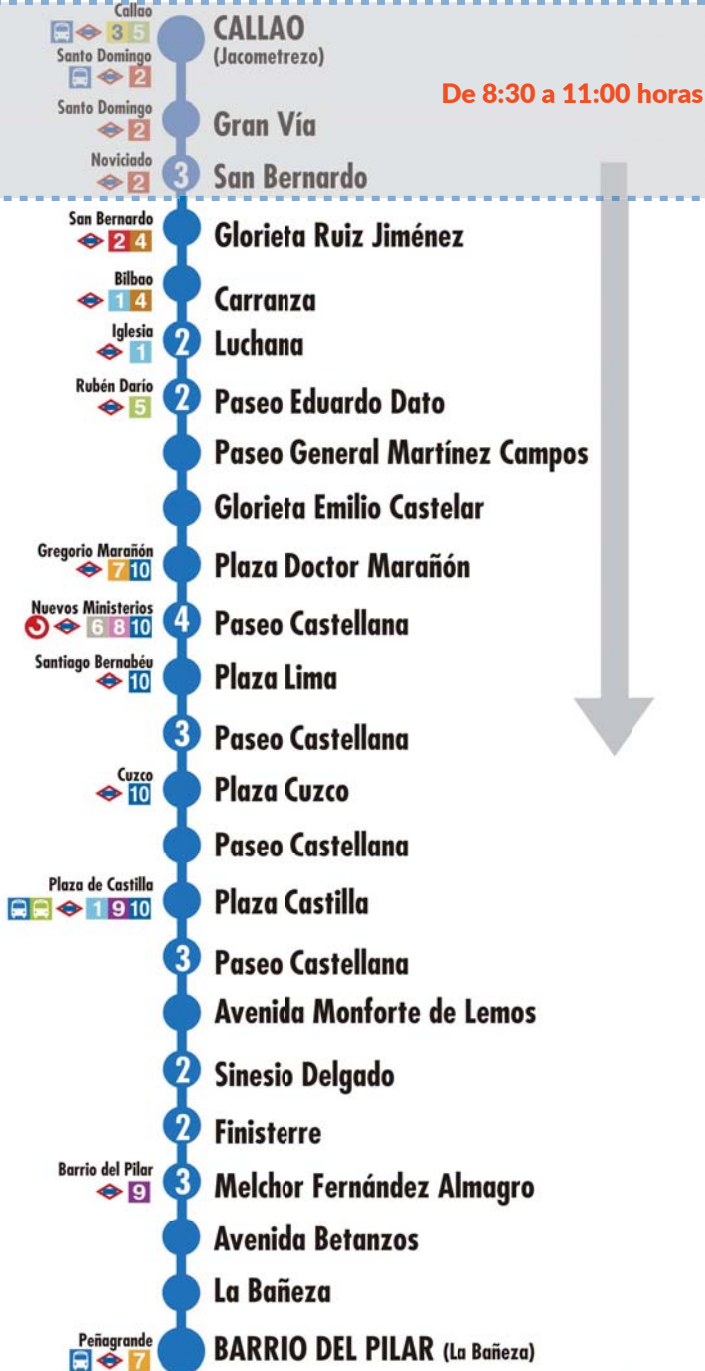 Callao
3 5
CALLAO
(Jacometrezo)
Santo Domingo
2
De 8:30 a 11:00 horas
Santo Domingo
2
Gran Vía
Noviciado
2
3
San Bernardo
San Bernardo
2 4
Glorieta Ruiz Jiménez
Bilbao
1 4
Carranza
Iglesia
1
2
Luchana
Rubén Darío
5
2
Paseo Eduardo Dato
Paseo General Martínez Campos
Glorieta Emilio Castelar
Gregorio Marañón
7 10
Plaza Doctor Marañón
Nuevos Ministerios
6 8 10
4
Paseo Castellana
Santiago Bernabéu
10
Plaza Lima
3
Paseo Castellana
Cuzco
10
Plaza Cuzco
Paseo Castellana
Plaza de Castilla
1 9 10
Plaza Castilla
3
Paseo Castellana
Avenida Monforte de Lemos
2
Sinesio Delgado
2
Finisterre
Barrio del Pilar
9
3
Melchor Fernández Almagro
Avenida Betanzos
La Bañeza
Peñagrande
7
BARRIO DEL PILAR (La Bañeza)